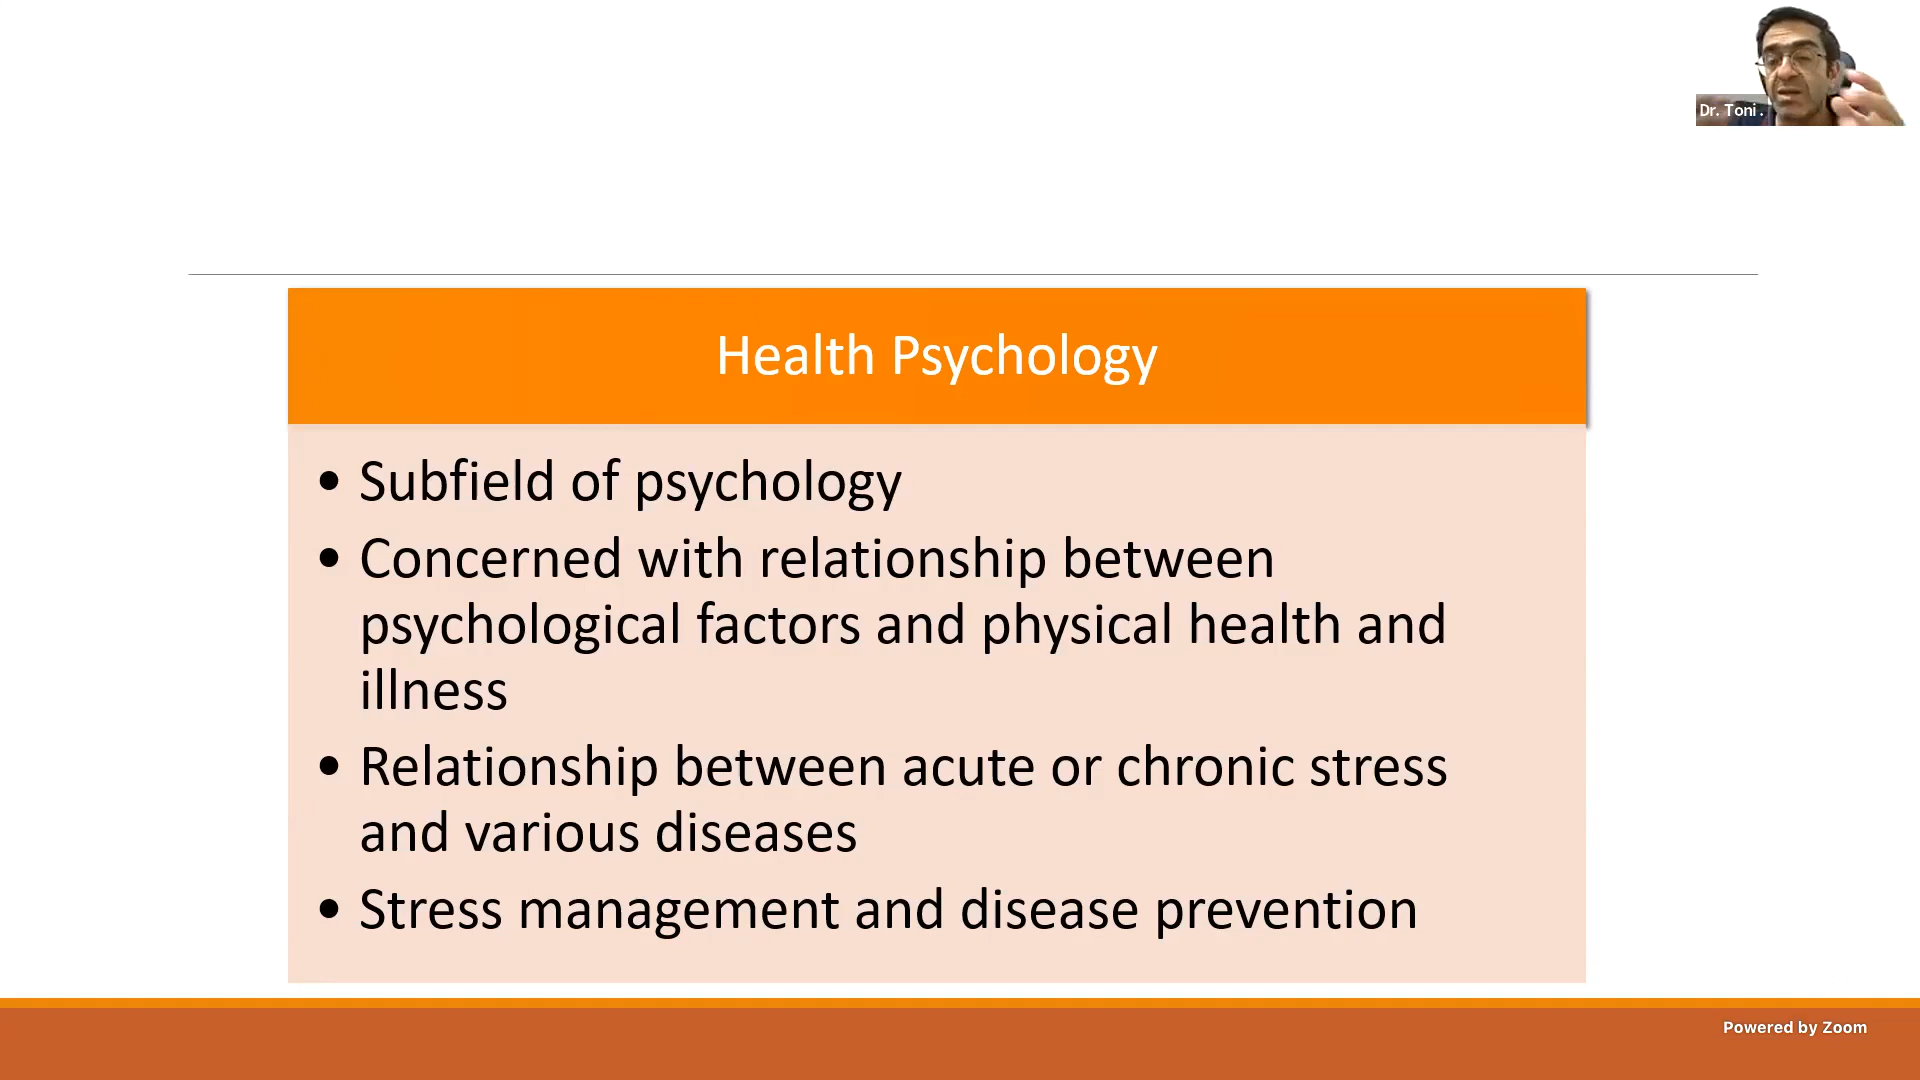 Dr. Toni .
Health Psychology
• Subfield of psychology
• Concerned with relationship between
psychological factors and physical health and
illness
• Relationship between acute or chronic stress
and various diseases
• Stress management and disease prevention
Powered by Zoom